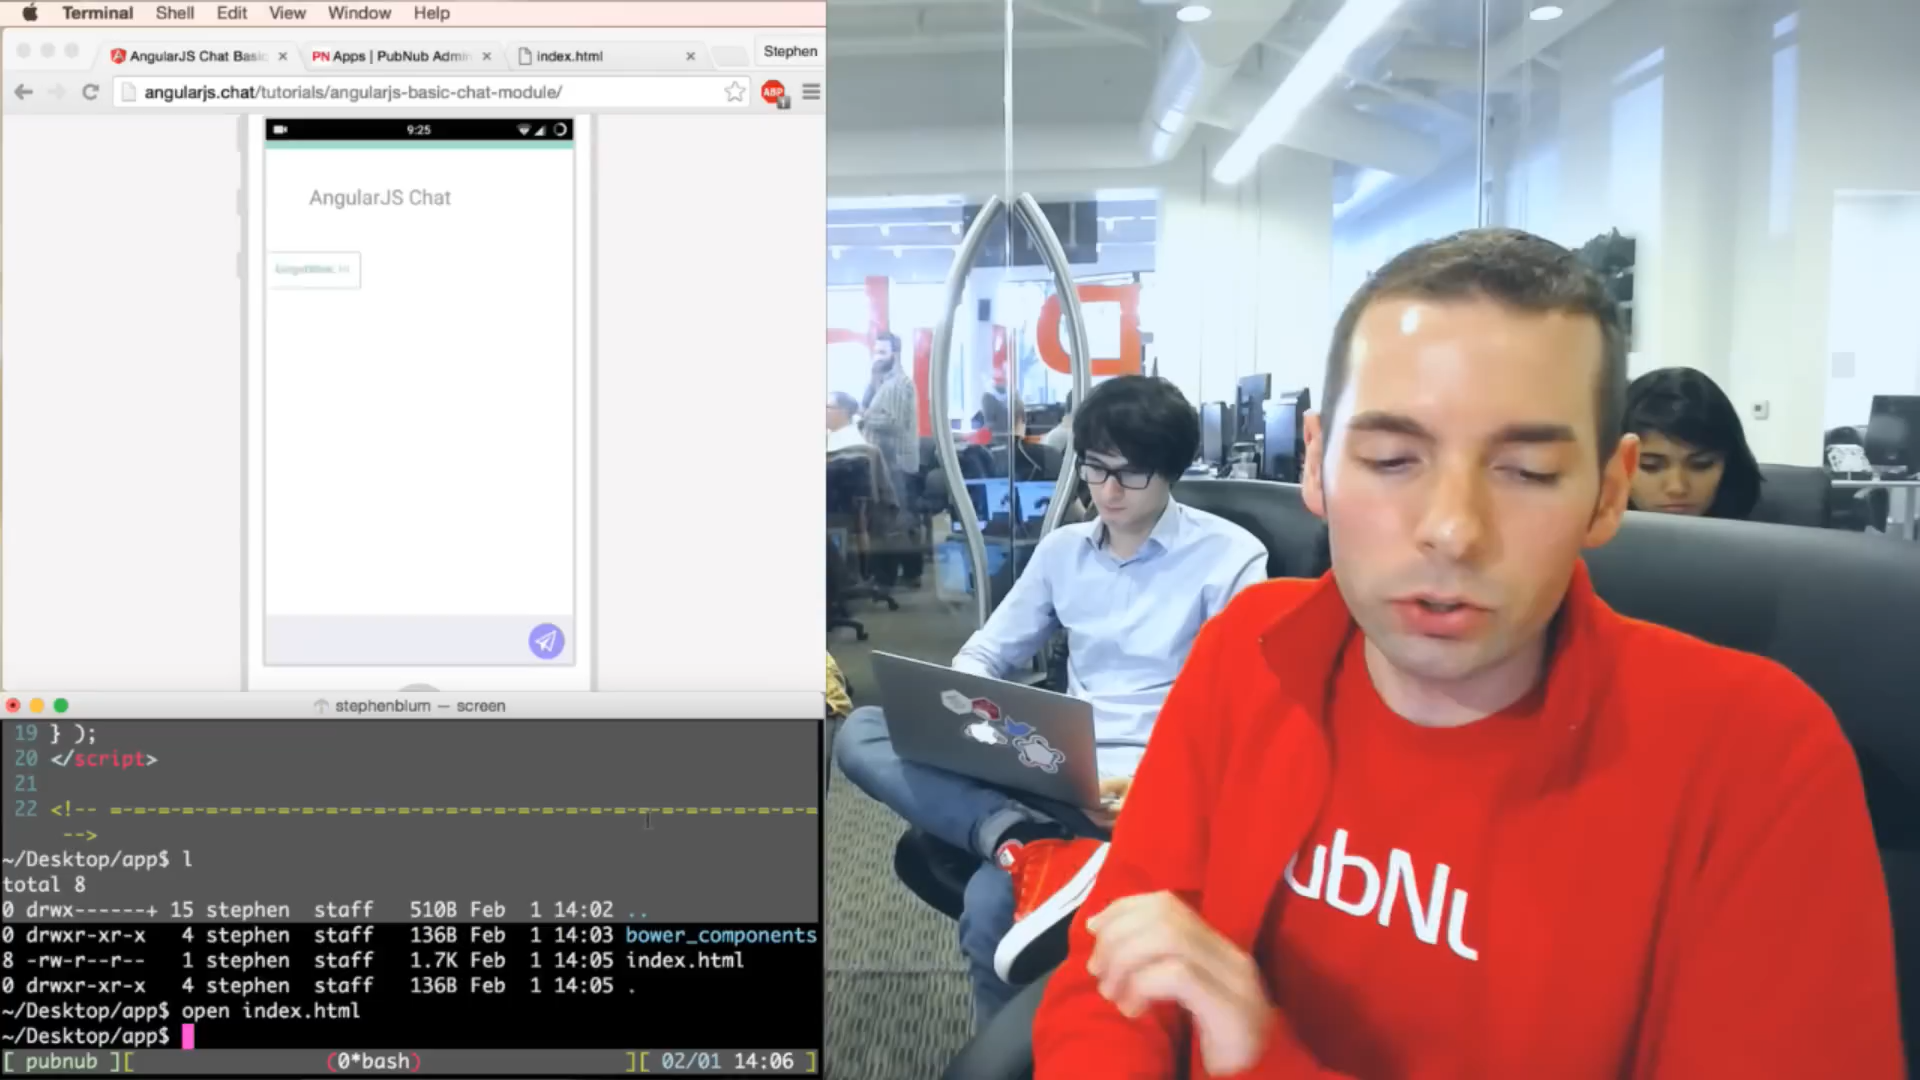 Terminal Shell Edit View Window Help
AngularJS Chat Basic
PN Apps | PubNub Admin
index.html
Stephen
angularjs.chat/tutorials/angularjs-basic-chat-module/
ABP
1
9:25
AngularJS Chat
stephenblum — screen
19 } );
20 </script>
21
22 <!-- =-=-=-=-=-=-=-=-=-=-=-=-=-=-=-=-=-=-=-=-=-=-=-=-=-=-=-=-=-=
-->
~/Desktop/app$ l
total 8
0 drwx------+ 15 stephen staff 510B Feb 1 14:02 ..
0 drwxr-xr-x 4 stephen staff 136B Feb 1 14:03 bower_components
8 -rw-r--r-- 1 stephen staff 1.7K Feb 1 14:05 index.html
0 drwxr-xr-x 4 stephen staff 136B Feb 1 14:05 .
~/Desktop/app$ open index.html
~/Desktop/app$
[ pubnub ][ (0*bash) ][ 02/01 14:06 ]
ubNu